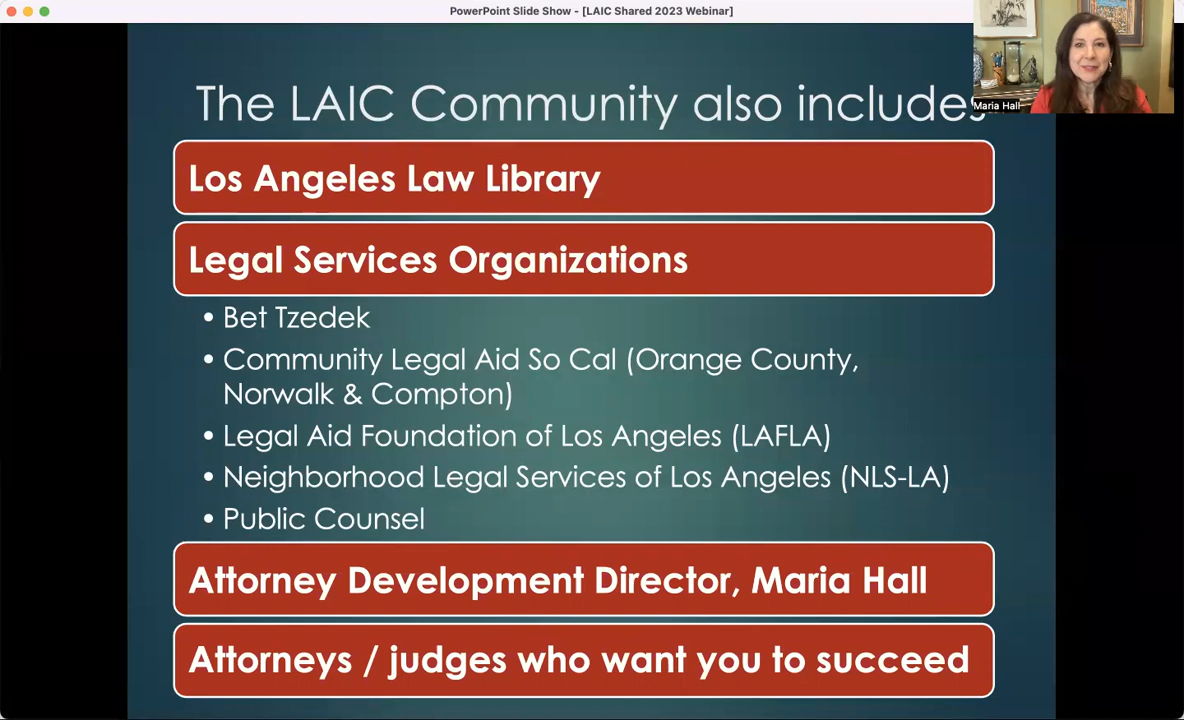 PowerPoint Slide Show - [LAIC Shared 2023 Webinar]
The LAIC Community also includes
Maria Hall
Los Angeles Law Library
Legal Services Organizations
• Bet Tzedek
• Community Legal Aid So Cal (Orange County,
Norwalk & Compton)
• Legal Aid Foundation of Los Angeles (LAFLA)
• Neighborhood Legal Services of Los Angeles (NLS-LA)
• Public Counsel
Attorney Development Director, Maria Hall
Attorneys / judges who want you to succeed